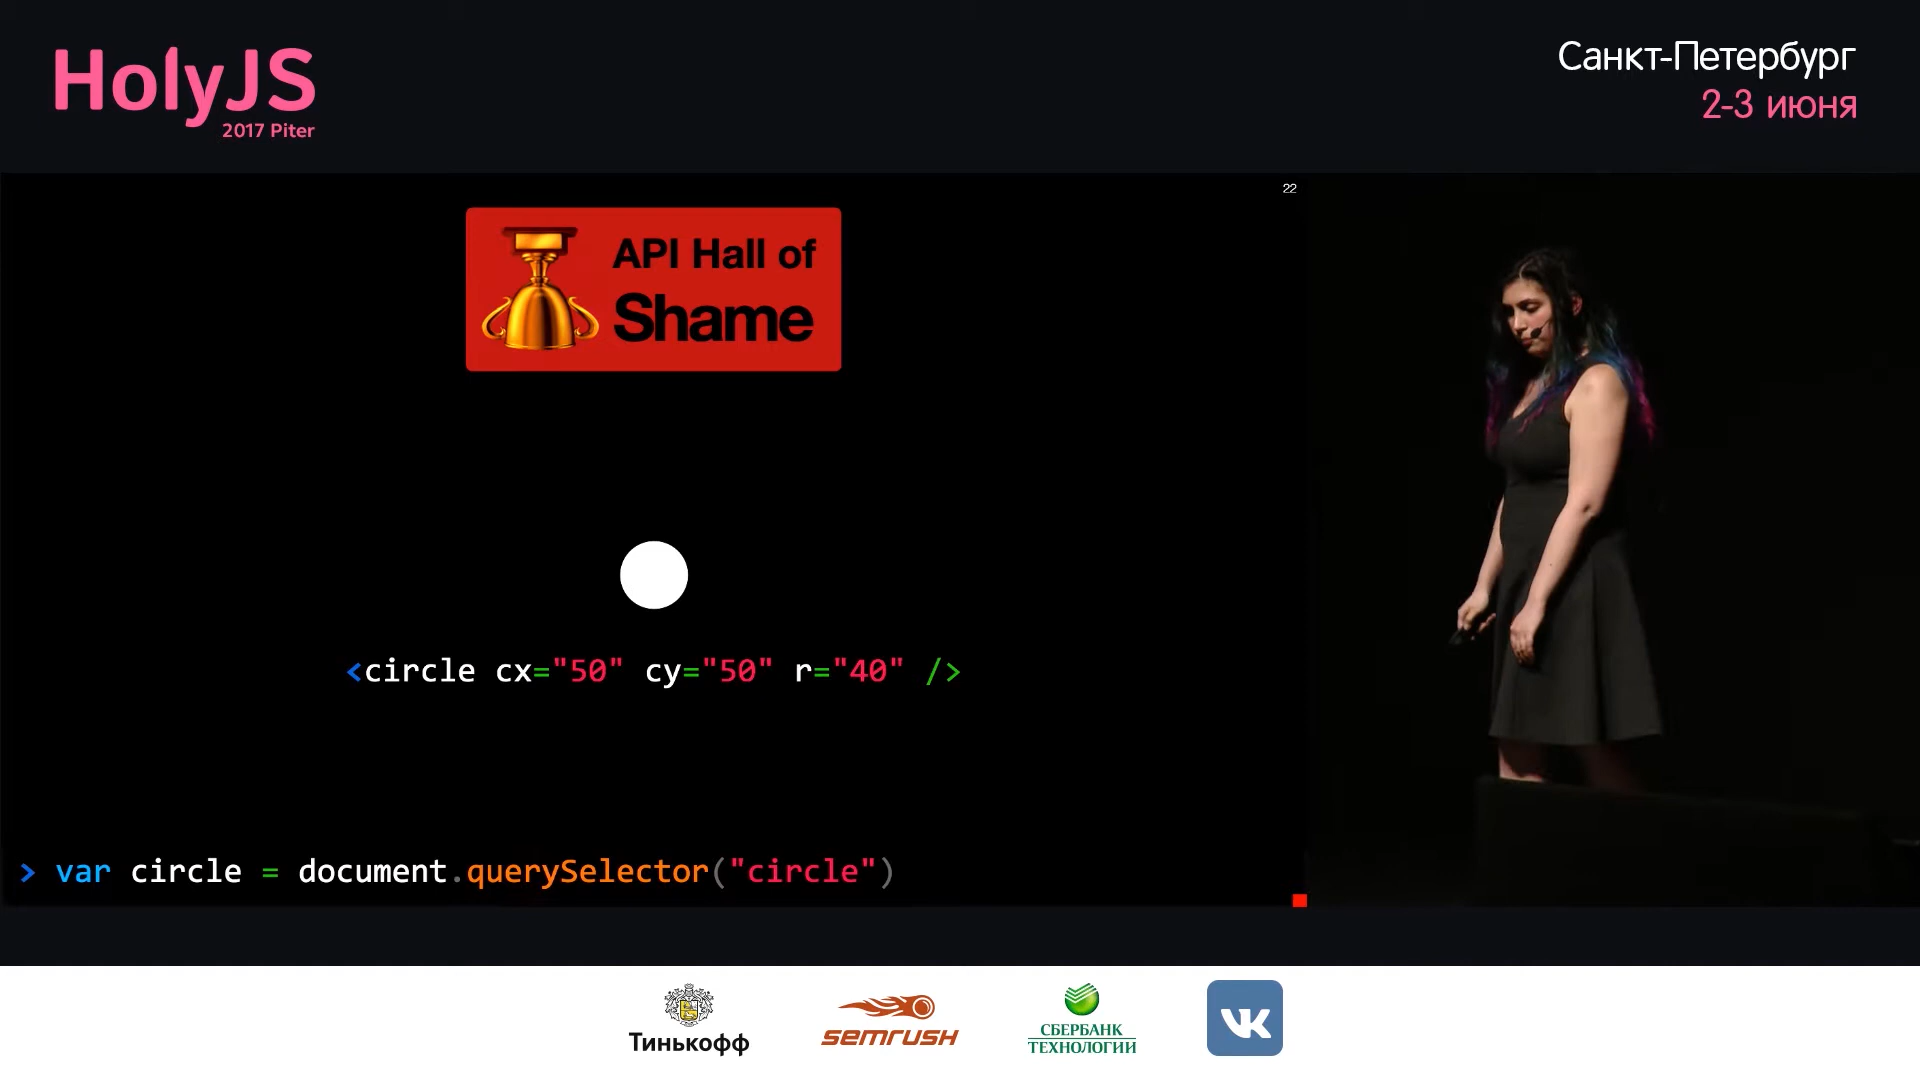 HolyJS
2017 Piter
Санкт-Петербург
2-3 июня
22
API Hall of
Shame
<circle cx="50" cy="50" r="40" />
> var circle = document.querySelector("circle")
Тинькофф
semrush
СБЕРБАНК
ТЕХНОЛОГИИ
VK